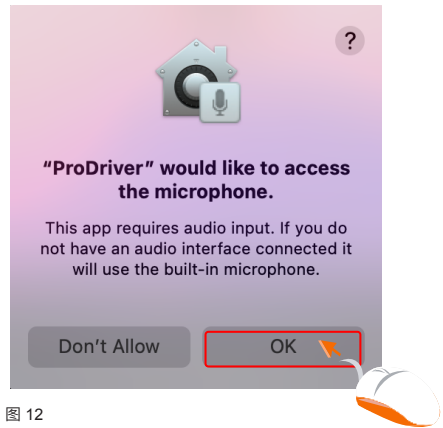 ?
“ProDriver” would like to access
the microphone.
This app requires audio input. If you do
not have an audio interface connected it
will use the built-in microphone.
Don’t Allow
OK
图 12